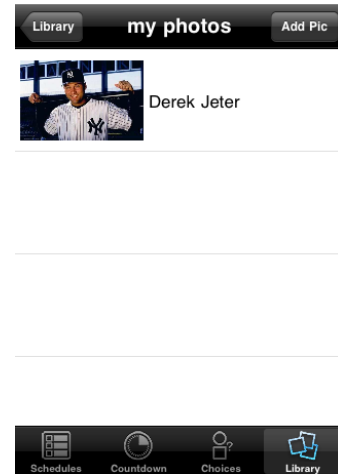 Library
my photos
Add Pic
Derek Jeter
Schedules
Countdown
Choices
Library